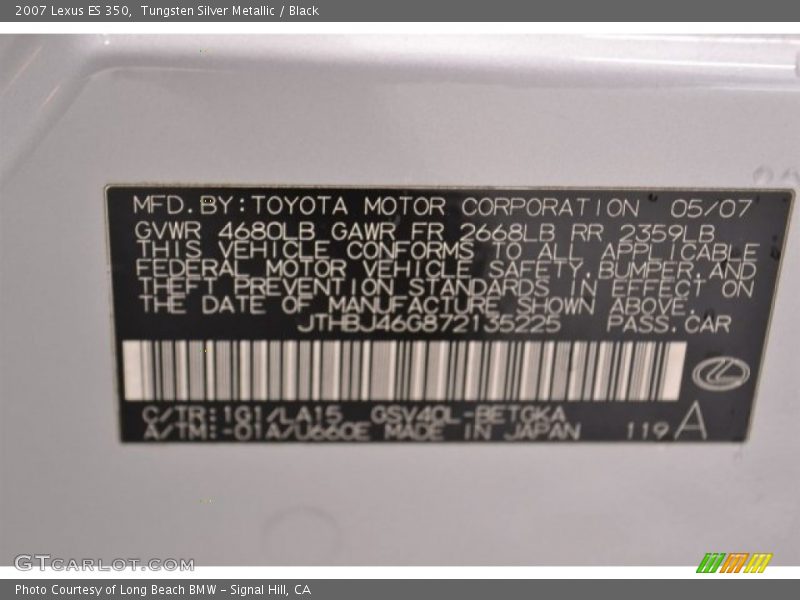 2007 Lexus ES 350, Tungsten Silver Metallic / Black
MFD. BY: TOYOTA MOTOR CORPORATION 05/07
GVWR 4680LB GAWR FR 2668LB RR 2359LB
THIS VEHICLE CONFORMS TO ALL APPLICABLE
FEDERAL MOTOR VEHICLE SAFETY, BUMPER, AND
THEFT PREVENTION STANDARDS IN EFFECT ON
THE DATE OF MANUFACTURE SHOWN ABOVE.
JTHBJ46G872135225 PASS. CAR
C/TR: 1G1/LA15 GSV40L-BETGKA
A/TM: -01A/U660E MADE IN JAPAN 119 A
GTCARLOT.COM
Photo Courtesy of Long Beach BMW - Signal Hill, CA